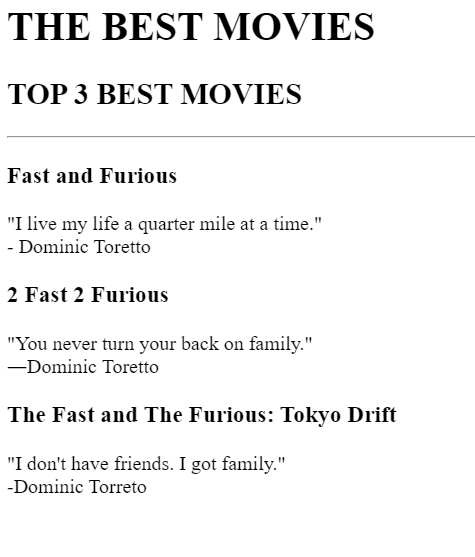 THE BEST MOVIES
TOP 3 BEST MOVIES
Fast and Furious
"I live my life a quarter mile at a time."
- Dominic Toretto
2 Fast 2 Furious
"You never turn your back on family."
—Dominic Toretto
The Fast and The Furious: Tokyo Drift
"I don't have friends. I got family."
-Dominic Torreto